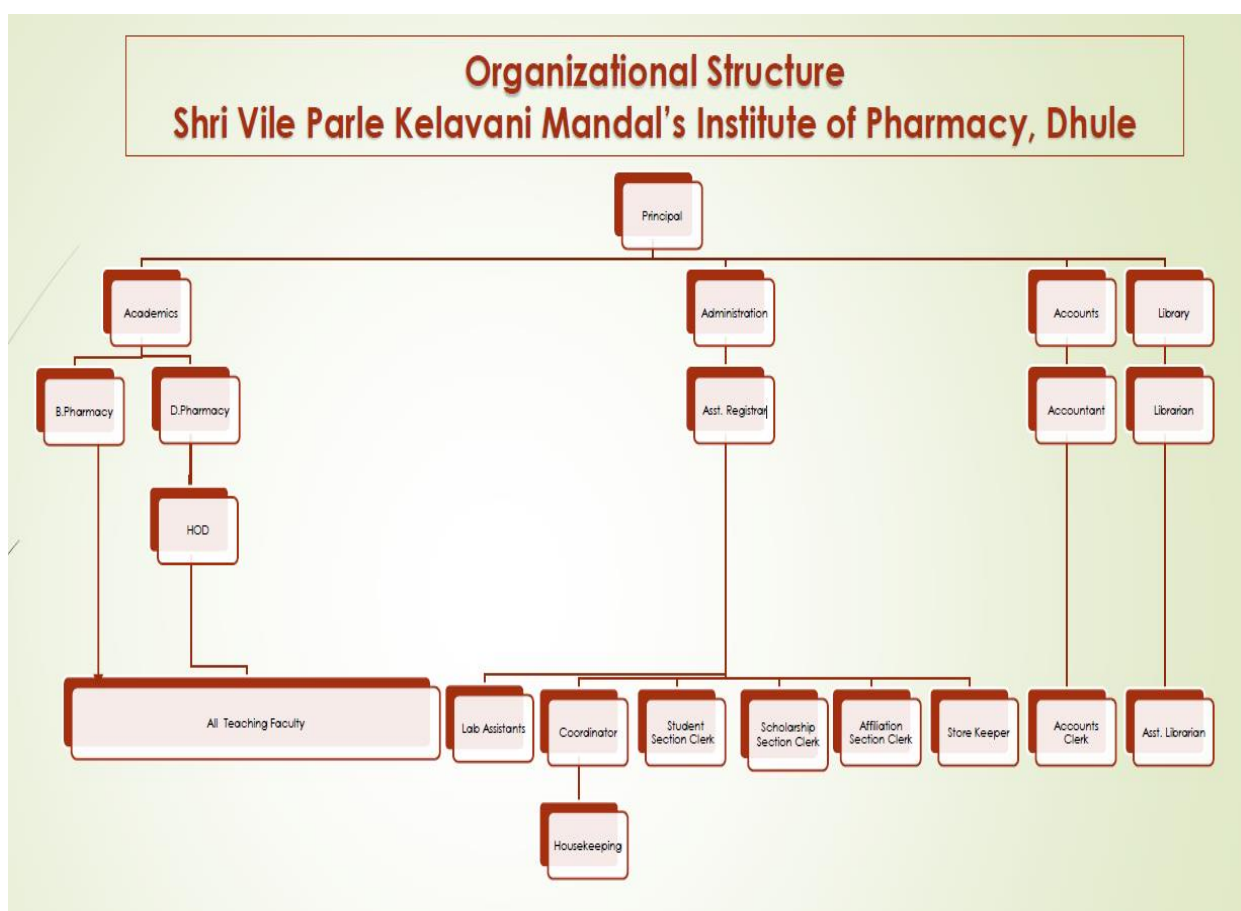 Organizational Structure
Shri Vile Parle Kelavani Mandal's Institute of Pharmacy, Dhule
Principal
Academics
Administration
Accounts
Library
B.Pharmacy
D.Pharmacy
Asst. Registrar
Accountant
Librarian
HOD
All Teaching Faculty
Lab Assistants
Coordinator
Student
Section Clerk
Scholarship
Section Clerk
Affiliation
Section Clerk
Store Keeper
Accounts
Clerk
Asst. Librarian
Housekeeping